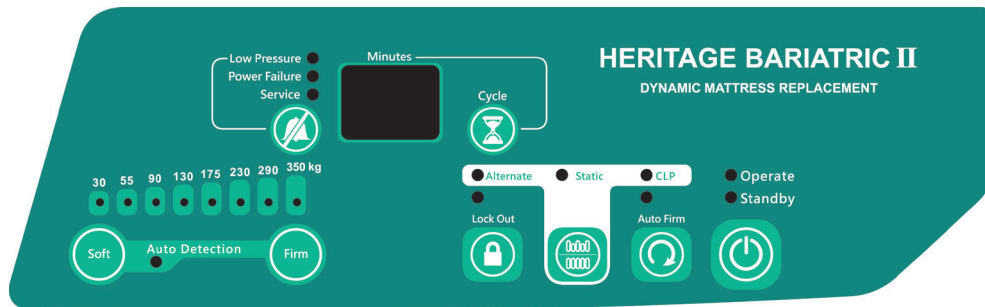 HERITAGE BARIATRIC II
DYNAMIC MATTRESS REPLACEMENT
Low Pressure
Power Failure
Service
Minutes
Cycle
30 55 90 130 175 230 290 350 kg
Soft
Auto Detection
Firm
Alternate
Static
CLP
Lock Out
Auto Firm
Operate
Standby